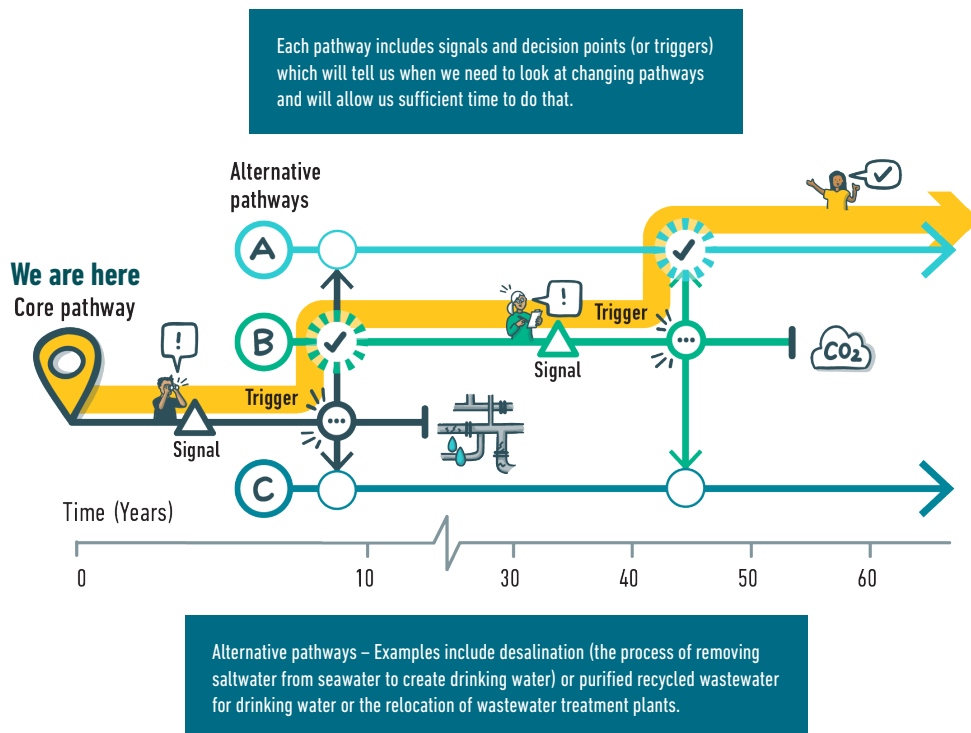 Each pathway includes signals and decision points (or triggers)
which will tell us when we need to look at changing pathways
and will allow us sufficient time to do that.
Alternative
pathways
A
We are here
Core pathway
!
B
!
Trigger
Signal
CO2
Trigger
Signal
C
Time (Years)
0
10
30
40
50
60
Alternative pathways – Examples include desalination (the process of removing
saltwater from seawater to create drinking water) or purified recycled wastewater
for drinking water or the relocation of wastewater treatment plants.